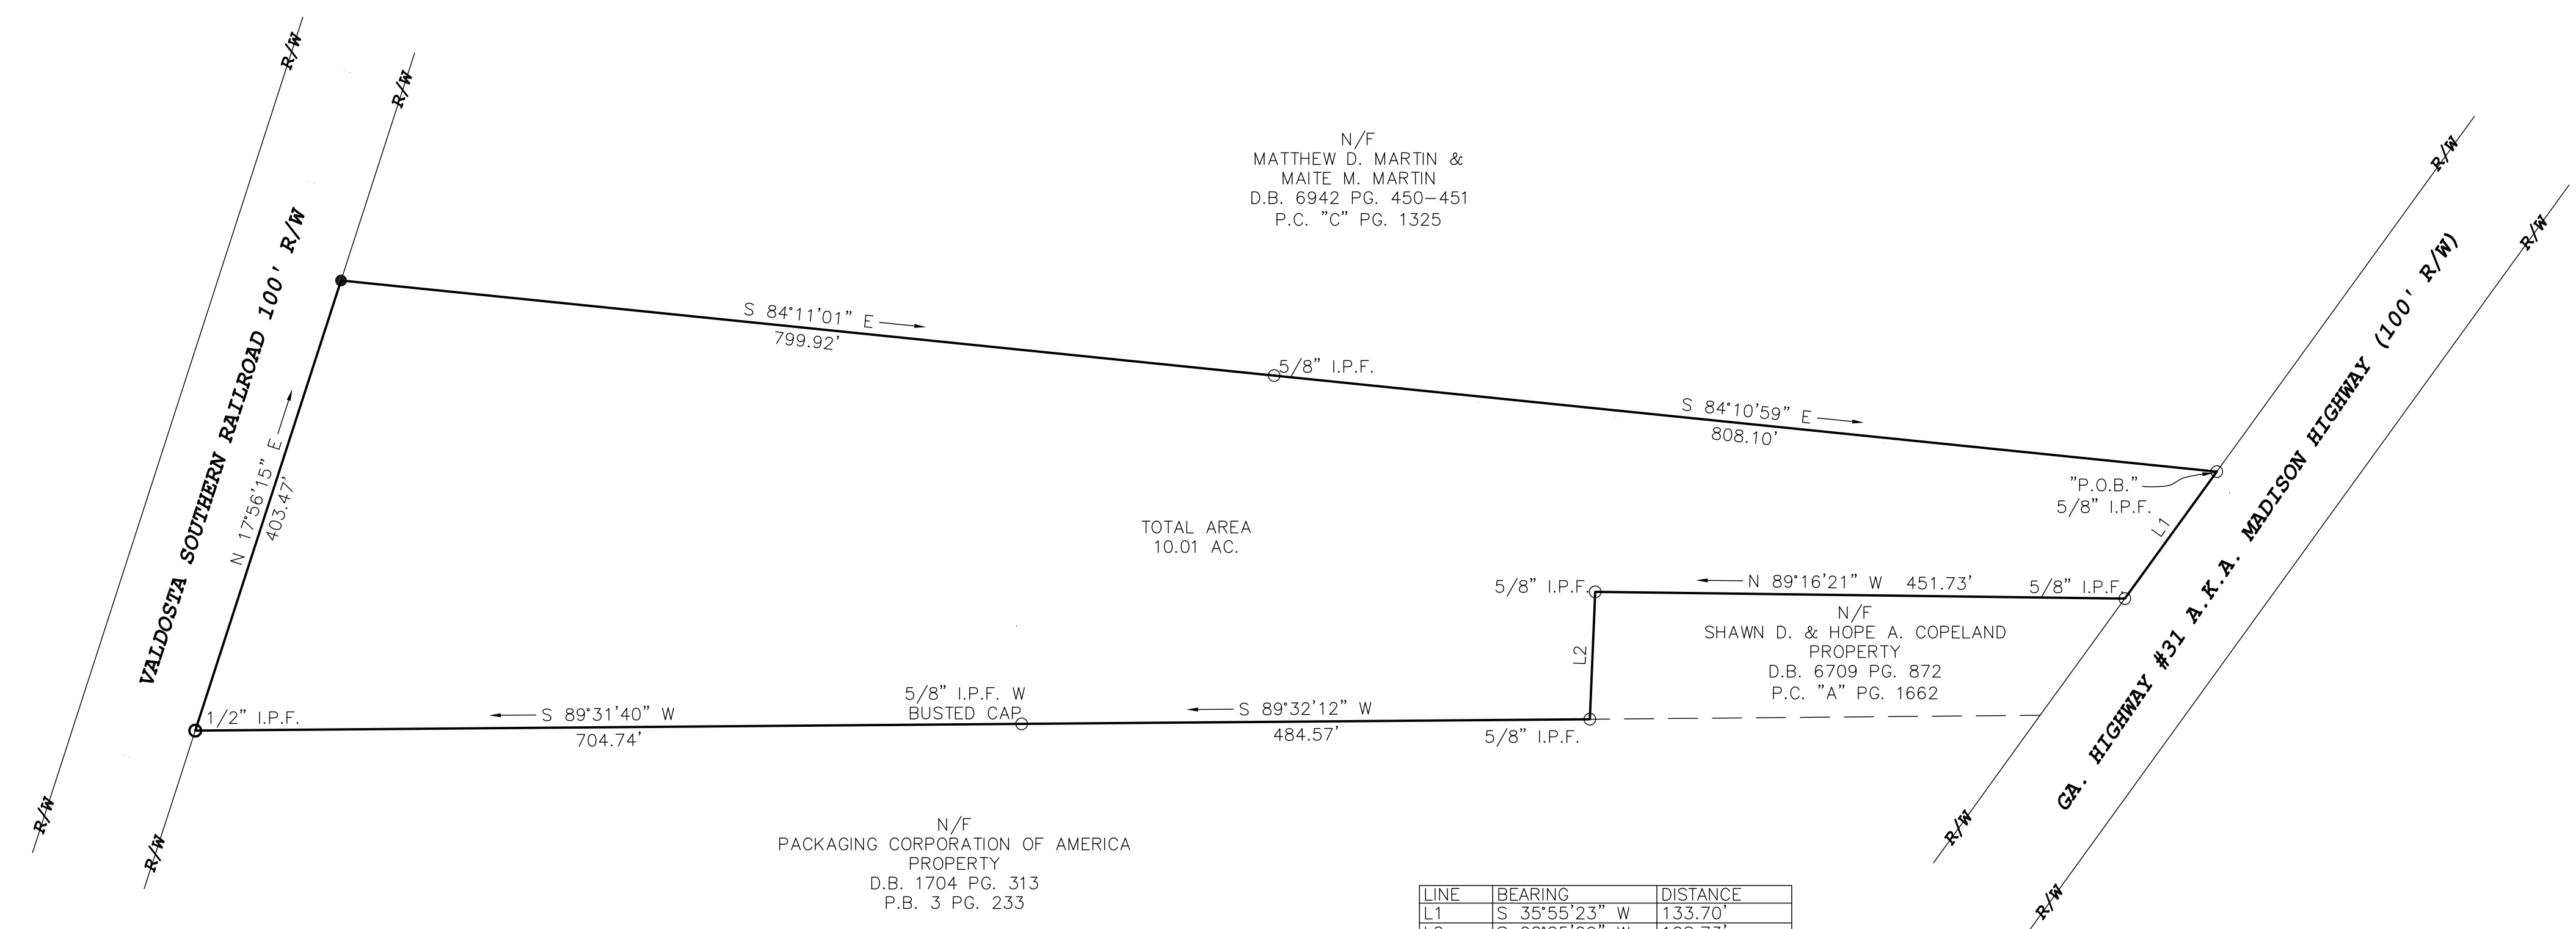 R/W
R/W
VALDOSTA SOUTHERN RAILROAD 100' R/W
R/W
R/W
N/F
MATTHEW D. MARTIN &
MAITE M. MARTIN
D.B. 6942 PG. 450-451
P.C. "C" PG. 1325
R/W
R/W
GA. HIGHWAY #31 A.K.A. MADISON HIGHWAY (100' R/W)
R/W
R/W
S 84°11'01" E
799.92'
5/8" I.P.F.
S 84°10'59" E
808.10'
"P.O.B."
5/8" I.P.F.
L1
N 17°56'15" E
403.47'
TOTAL AREA
10.01 AC.
5/8" I.P.F.
N 89°16'21" W 451.73'
5/8" I.P.F.
N/F
SHAWN D. & HOPE A. COPELAND
PROPERTY
D.B. 6709 PG. 872
P.C. "A" PG. 1662
L2
1/2" I.P.F.
S 89°31'40" W
704.74'
5/8" I.P.F. W
BUSTED CAP
S 89°32'12" W
484.57'
5/8" I.P.F.
N/F
PACKAGING CORPORATION OF AMERICA
PROPERTY
D.B. 1704 PG. 313
P.B. 3 PG. 233
LINE BEARING DISTANCE
L1 S 35°55'23" W 133.70'